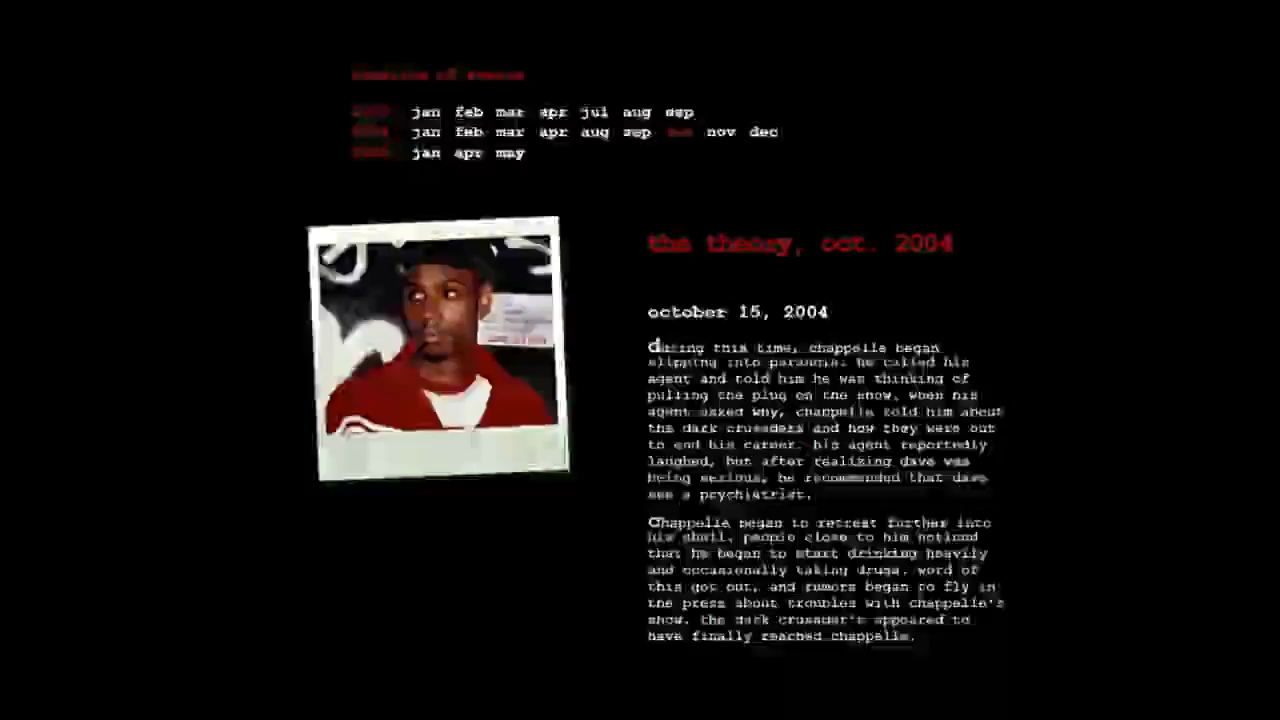 timeline of events
2003 jan feb mar apr jul aug sep
2004 jan feb mar apr aug sep oct nov dec
2005 jan apr may
the theory, oct. 2004
october 15, 2004
during this time, chappelle began
slipping into paranoia. he called his
agent and told him he was thinking of
pulling the plug on the show. when his
agent asked why, chappelle told him about
the dark crusaders and how they were out
to end his career. his agent reportedly
laughed, but after realizing dave was
being serious, he recommended that dave
see a psychiatrist.
Chappelle began to retreat further into
his shell. people close to him noticed
that he began to start drinking heavily
and occasionally taking drugs. word of
this got out, and rumors began to fly in
the press about troubles with chappelle's
show. the dark crusader's appeared to
have finally reached chappelle.